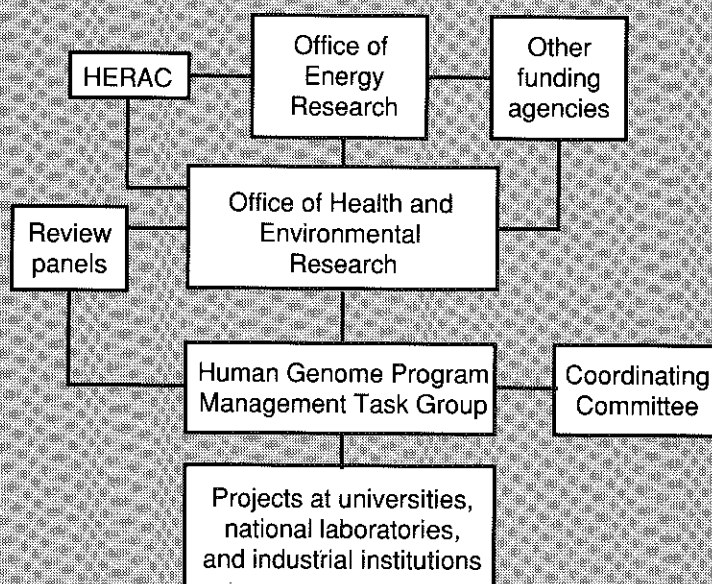 HERAC
Office of
Energy
Research
Other
funding
agencies
Review
panels
Office of Health and
Environmental
Research
Human Genome Program
Management Task Group
Coordinating
Committee
Projects at universities,
national laboratories,
and industrial institutions